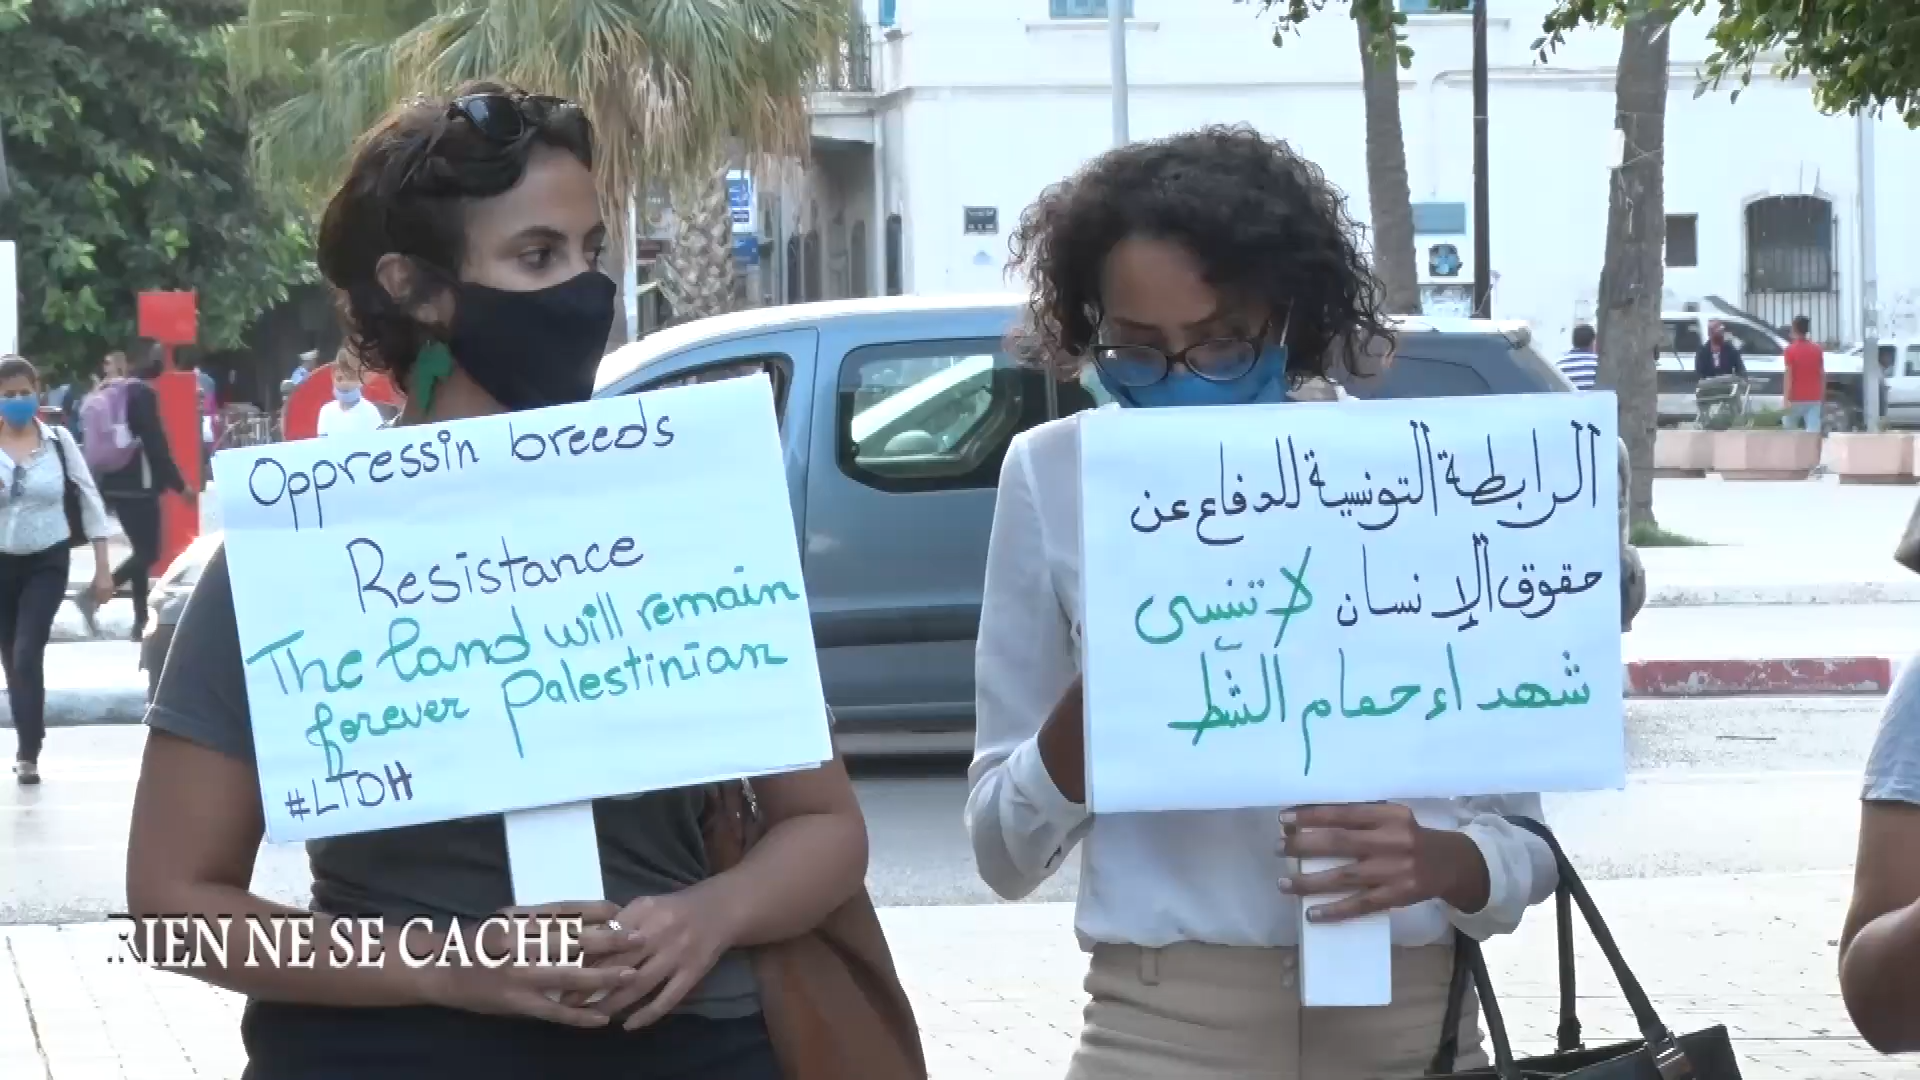 Oppressin breeds
Resistance
The land will remain
forever Palestinian
#LTDH
الرابطة التونسية للدفاع عن
حقوق الإنسان لا تنسى
شهداء حمام الشط
RIEN NE SE CACHE